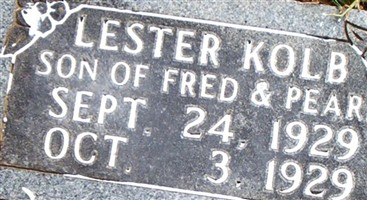 LESTER KOLB
SON OF FRED & PEAR
SEPT. 24, 1929
OCT. 3, 1929